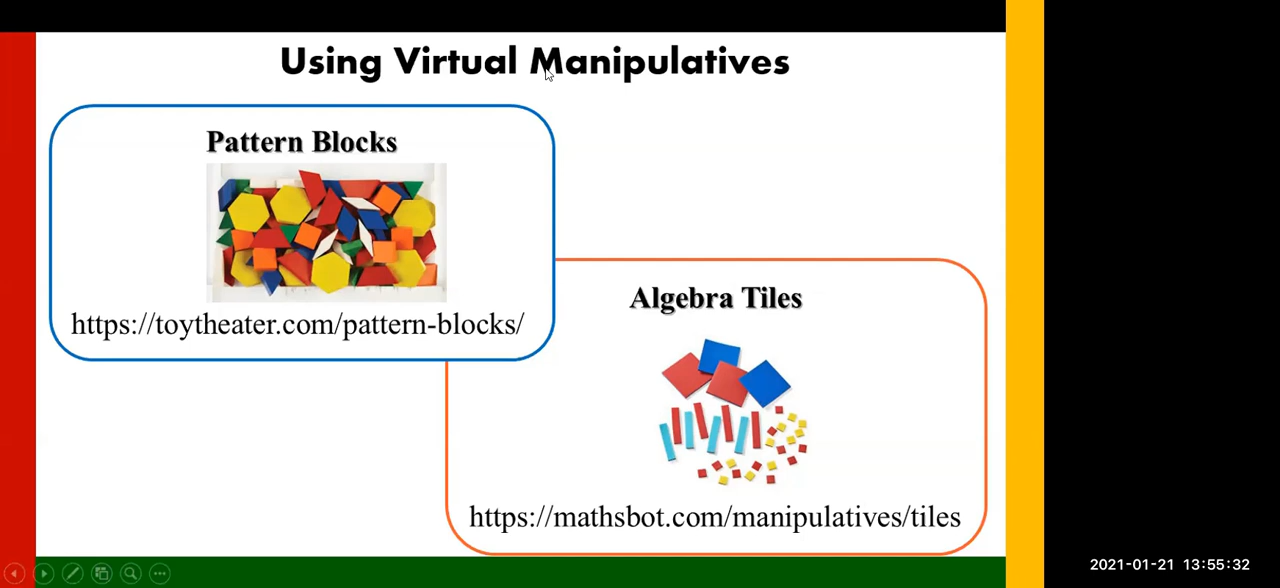 Using Virtual Manipulatives
Pattern Blocks
https://toytheater.com/pattern-blocks/
Algebra Tiles
https://mathsbot.com/manipulatives/tiles
2021-01-21 13:55:32